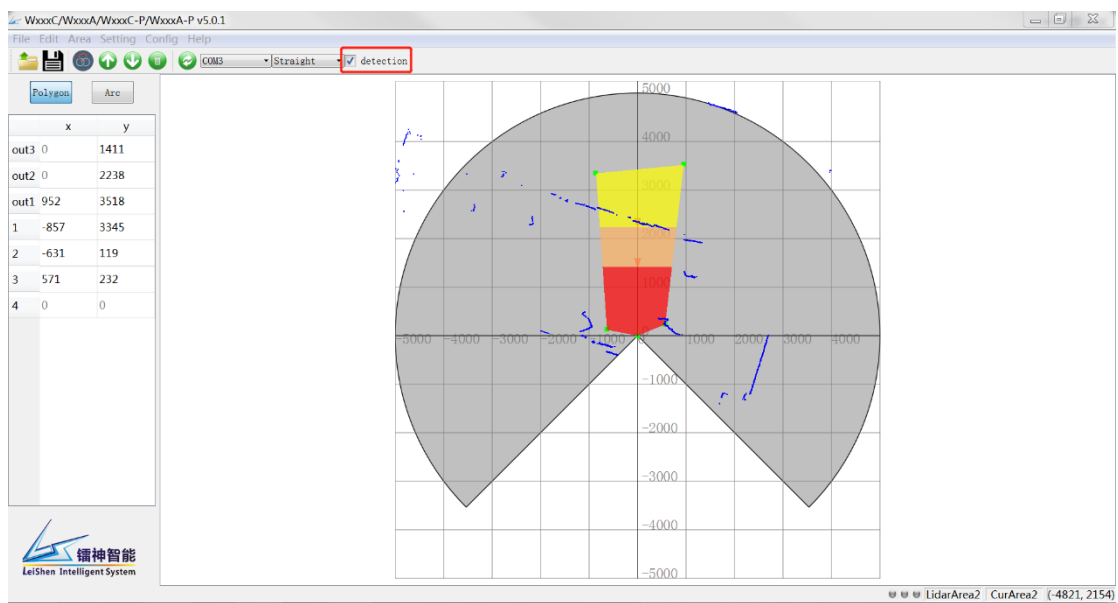 WxxxC/WxxxA/WxxxC-P/WxxxA-P v5.0.1
File Edit Area Setting Config Help
COM3 Straight detection
Polygon Arc
x y
out3 0 1411
out2 0 2238
out1 952 3518
1 -857 3345
2 -631 119
3 571 232
4 0 0
5000
4000
3000
2000
1000
-5000 -4000 -3000 -2000 -1000 0 1000 2000 3000 4000
-1000
-2000
-3000
-4000
-5000
镭神智能
LeiShen Intelligent System
LidarArea2 CurArea2 (-4821, 2154)